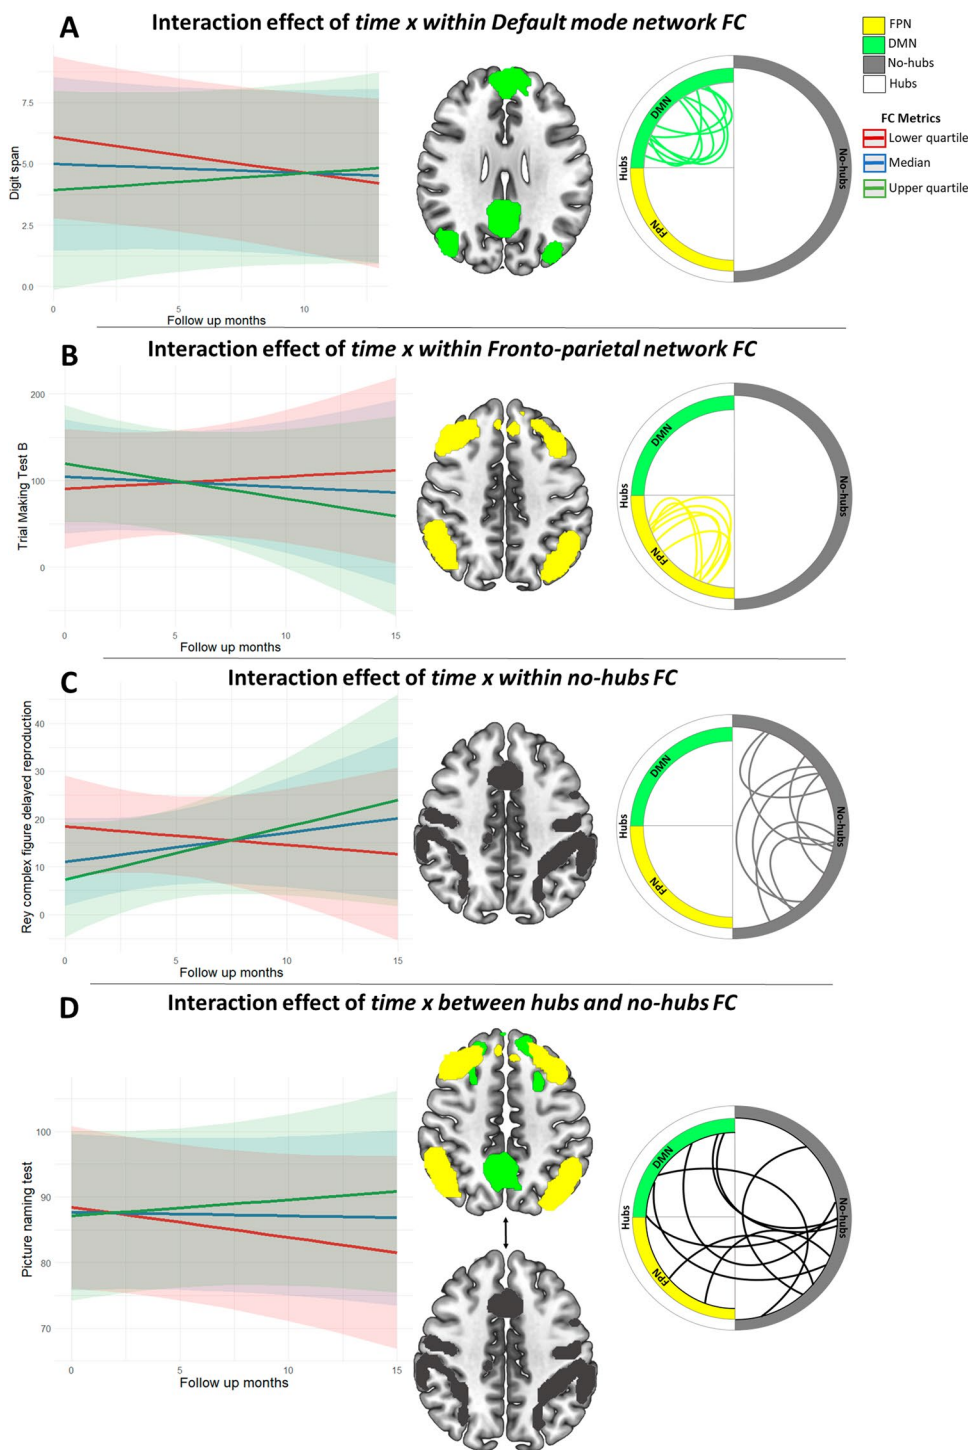 A
Interaction effect of time x within Default mode network FC
FPN
DMN
No-hubs
Hubs
FC Metrics
Lower quartile
Median
Upper quartile
Digit span
7.5
5.0
2.5
0.0
0
5
10
Follow up months
Hubs
DMN
FPN
No-hubs
B
Interaction effect of time x within Fronto-parietal network FC
Trial Making Test B
200
100
0
0
5
10
15
Follow up months
Hubs
DMN
FPN
No-hubs
C
Interaction effect of time x within no-hubs FC
Rey complex figure delayed reproduction
40
30
20
10
0
0
5
10
15
Follow up months
Hubs
DMN
FPN
No-hubs
D
Interaction effect of time x between hubs and no-hubs FC
Picture naming test
100
90
80
70
0
5
10
15
Follow up months
Hubs
DMN
FPN
No-hubs